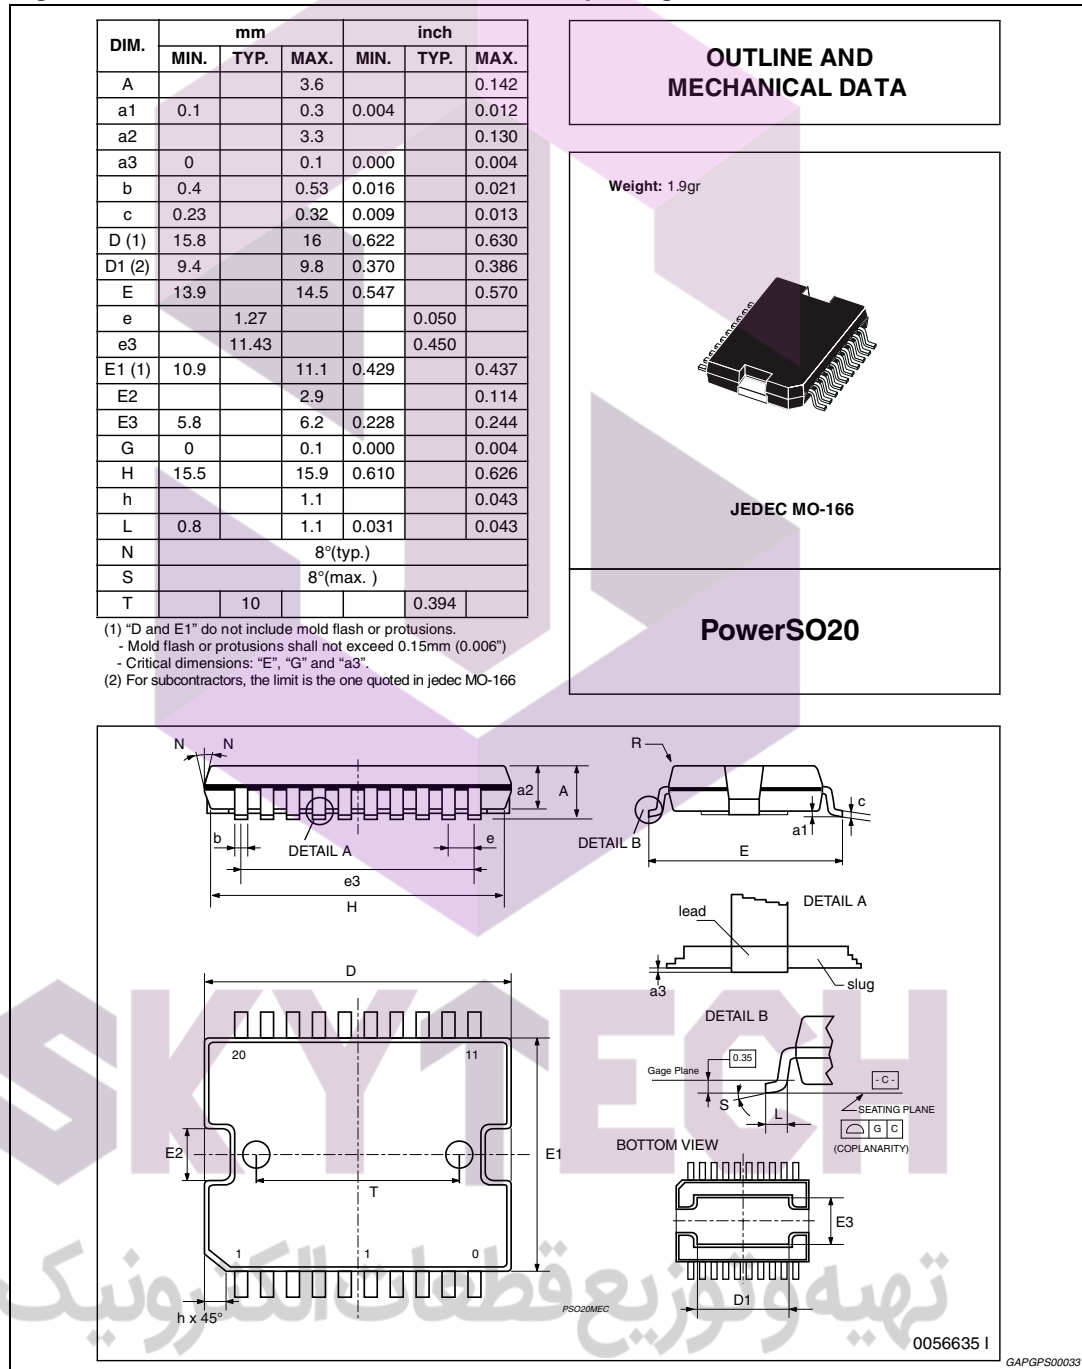 DIM. mm inch
MIN. TYP. MAX. MIN. TYP. MAX.
A 3.6 0.142
a1 0.1 0.3 0.004 0.012
a2 3.3 0.130
a3 0 0.1 0.000 0.004
b 0.4 0.53 0.016 0.021
c 0.23 0.32 0.009 0.013
D (1) 15.8 16 0.622 0.630
D1 (2) 9.4 9.8 0.370 0.386
E 13.9 14.5 0.547 0.570
e 1.27 0.050
e3 11.43 0.450
E1 (1) 10.9 11.1 0.429 0.437
E2 2.9 0.114
E3 5.8 6.2 0.228 0.244
G 0 0.1 0.000 0.004
H 15.5 15.9 0.610 0.626
h 1.1 0.043
L 0.8 1.1 0.031 0.043
N 8°(typ.)
S 8°(max. )
T 10 0.394
(1) “D and E1” do not include mold flash or protusions.
- Mold flash or protusions shall not exceed 0.15mm (0.006”)
- Critical dimensions: “E”, “G” and “a3”.
(2) For subcontractors, the limit is the one quoted in jedec MO-166
OUTLINE AND
MECHANICAL DATA
Weight: 1.9gr
JEDEC MO-166
PowerSO20
N N
a2 A
b DETAIL A e
e3
H
R
DETAIL B
c
a1
E
lead DETAIL A
a3 slug
D
20 11
E2 E1
T
1 1 0
h x 45°
DETAIL B
0.35
Gage Plane
- C -
S L SEATING PLANE
G C
(COPLANARITY)
BOTTOM VIEW
E3
D1
PSO20MEC
0056635 I
GAPGPS00033
SKYTECH
تهیه و توزیع قطعات الکترونیک